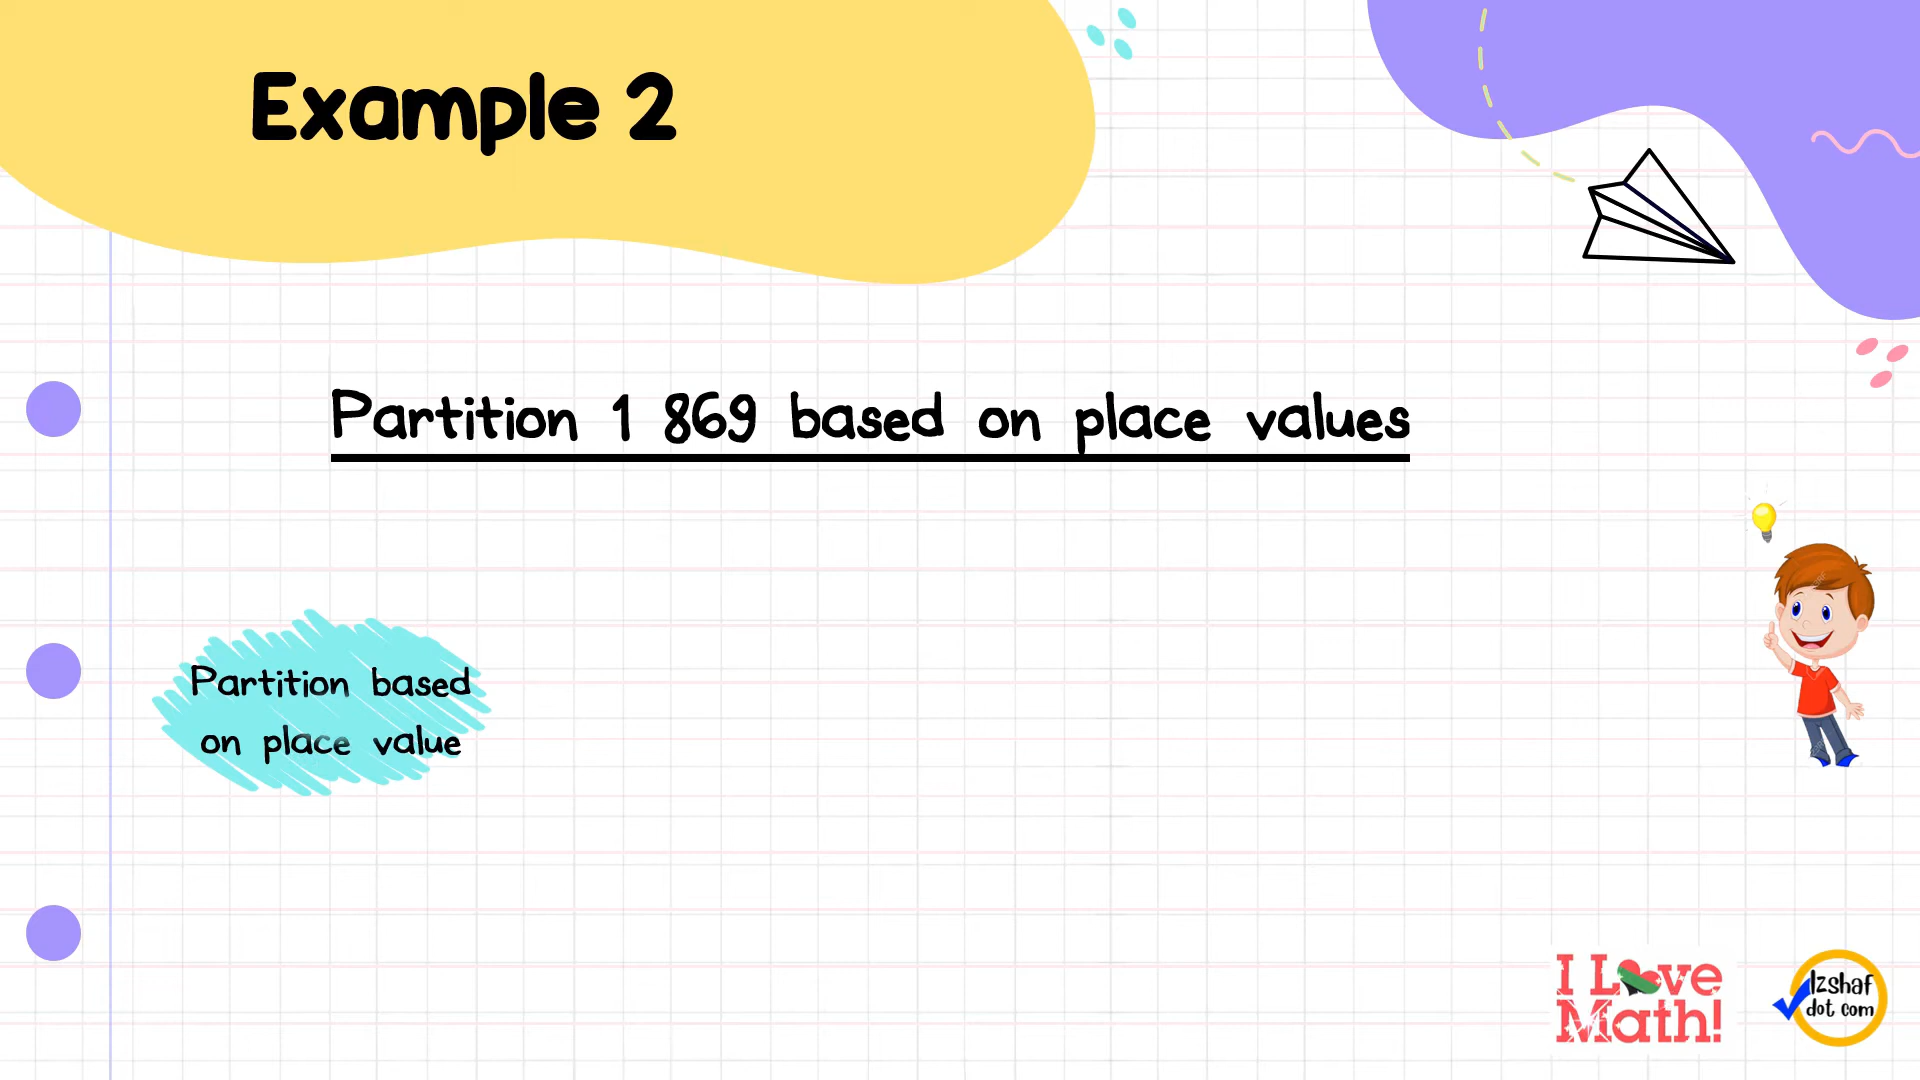 Example 2
Partition 1 869 based on place values
Partition based
on place value
I Love
Math!
Izshaf
dot com